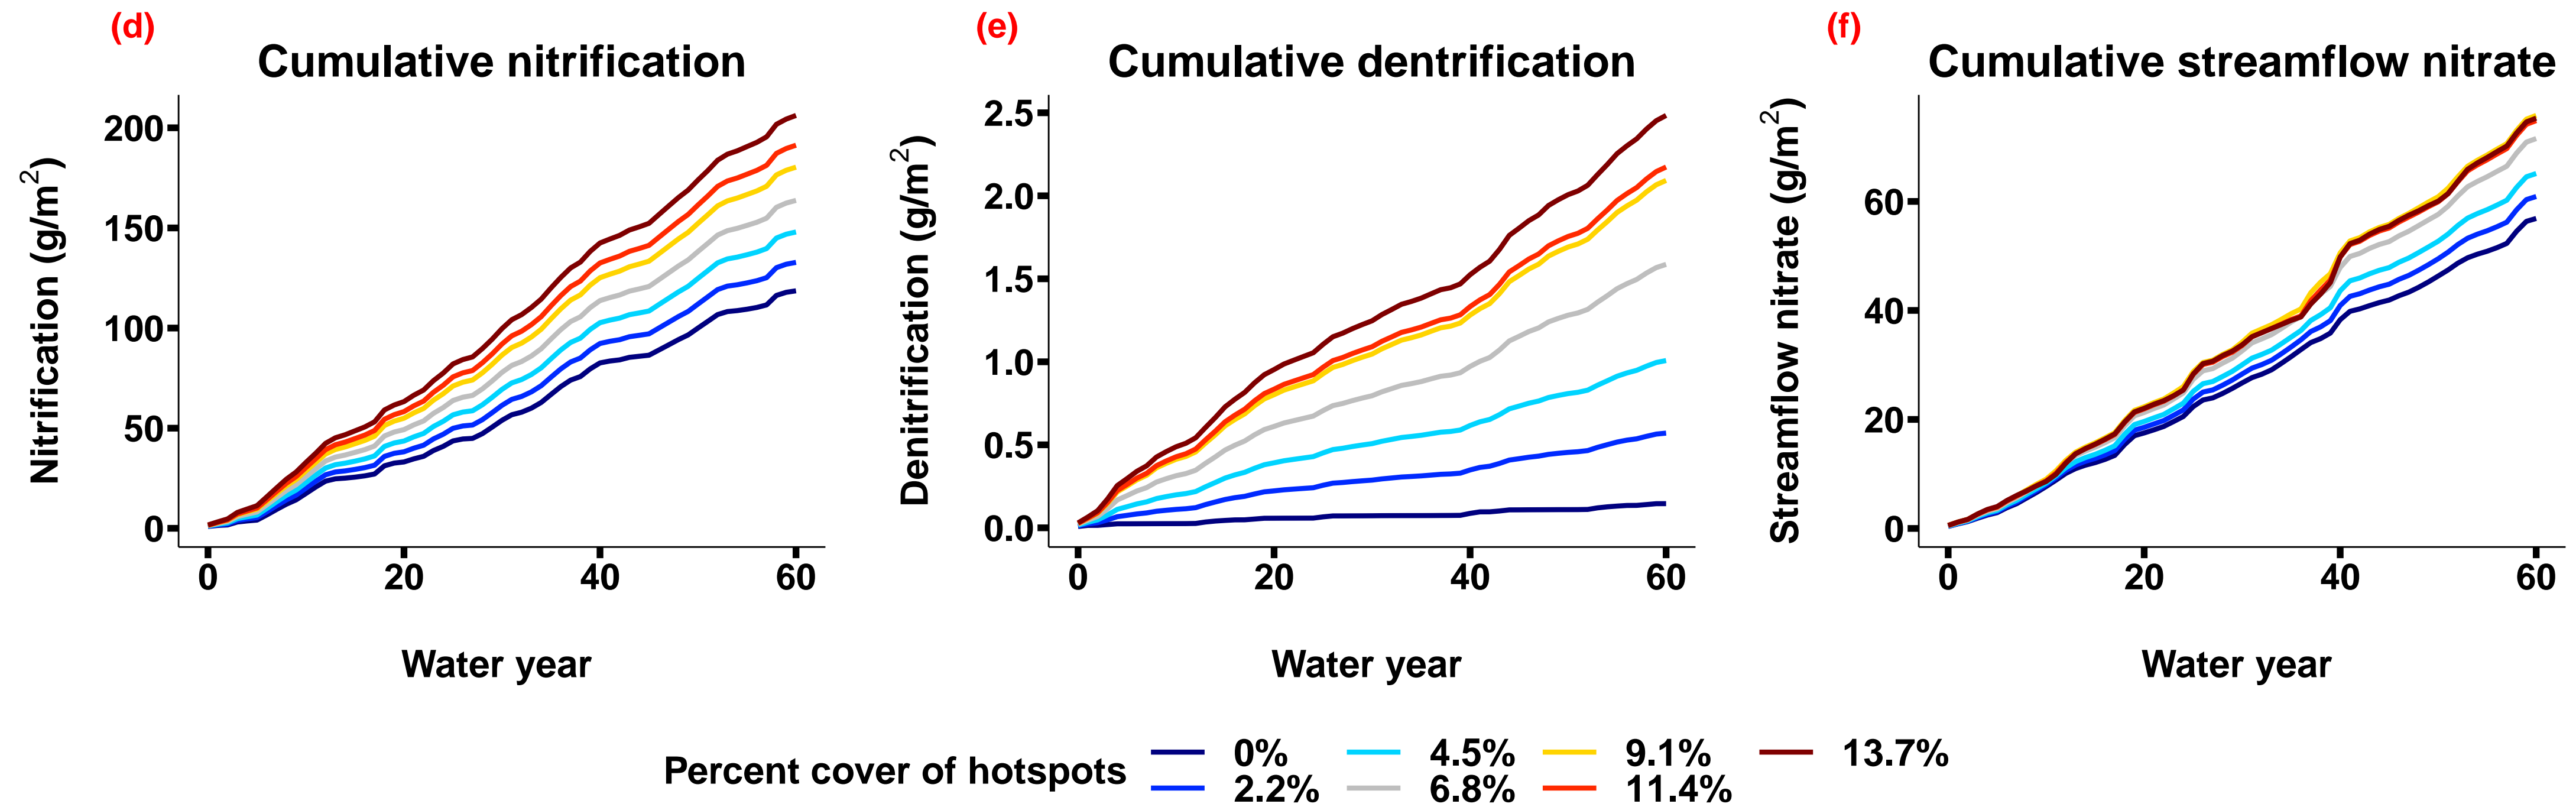 (d)
Cumulative nitrification
Nitrification (g/m²)
200
150
100
50
0
0 20 40 60
Water year
(e)
Cumulative dentrification
Denitrification (g/m²)
2.5
2.0
1.5
1.0
0.5
0.0
0 20 40 60
Water year
(f)
Cumulative streamflow nitrate
Streamflow nitrate (g/m²)
60
40
20
0
0 20 40 60
Water year
Percent cover of hotspots
0% 4.5% 9.1% 13.7%
2.2% 6.8% 11.4%